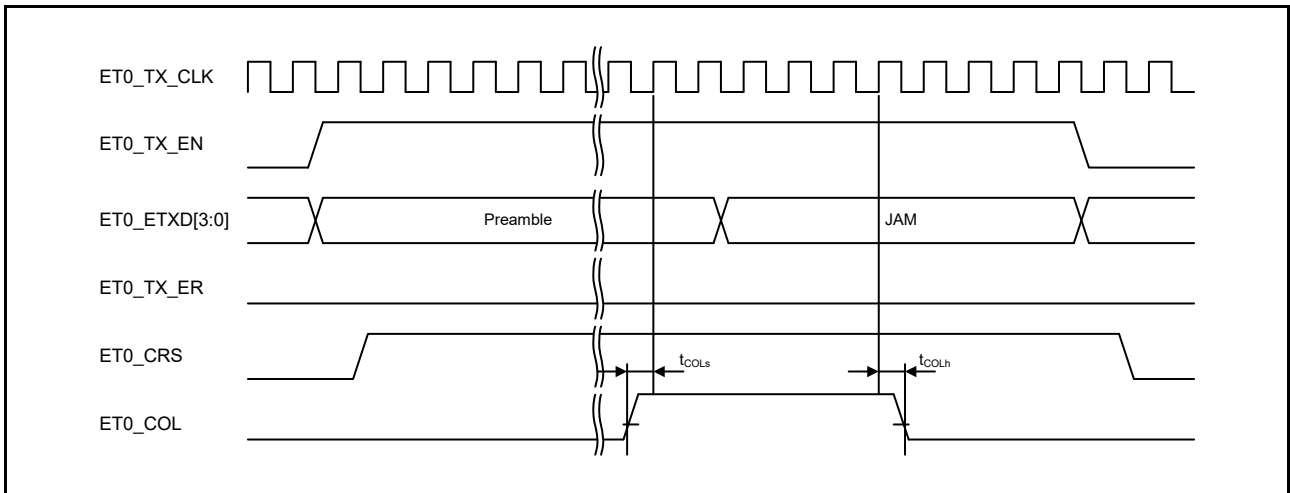 ET0_TX_CLK
ET0_TX_EN
ET0_ETXD[3:0]
Preamble
JAM
ET0_TX_ER
ET0_CRS
tCOLs
tCOLh
ET0_COL